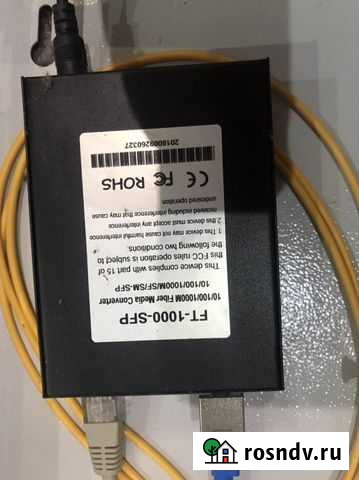 FT-1000-SFP
10/100/1000M Fiber Media Converter
10/100/1000M/SF/SM-SFP
This device complies with part 15 of
the FCC rules operation is subject to
the following two conditions.
1.This device may not cause harmful interference
2.this device must accept any interference
received including interference that may cause
undesired operation
CE FC ROHS
2018090260327
rosndv.ru